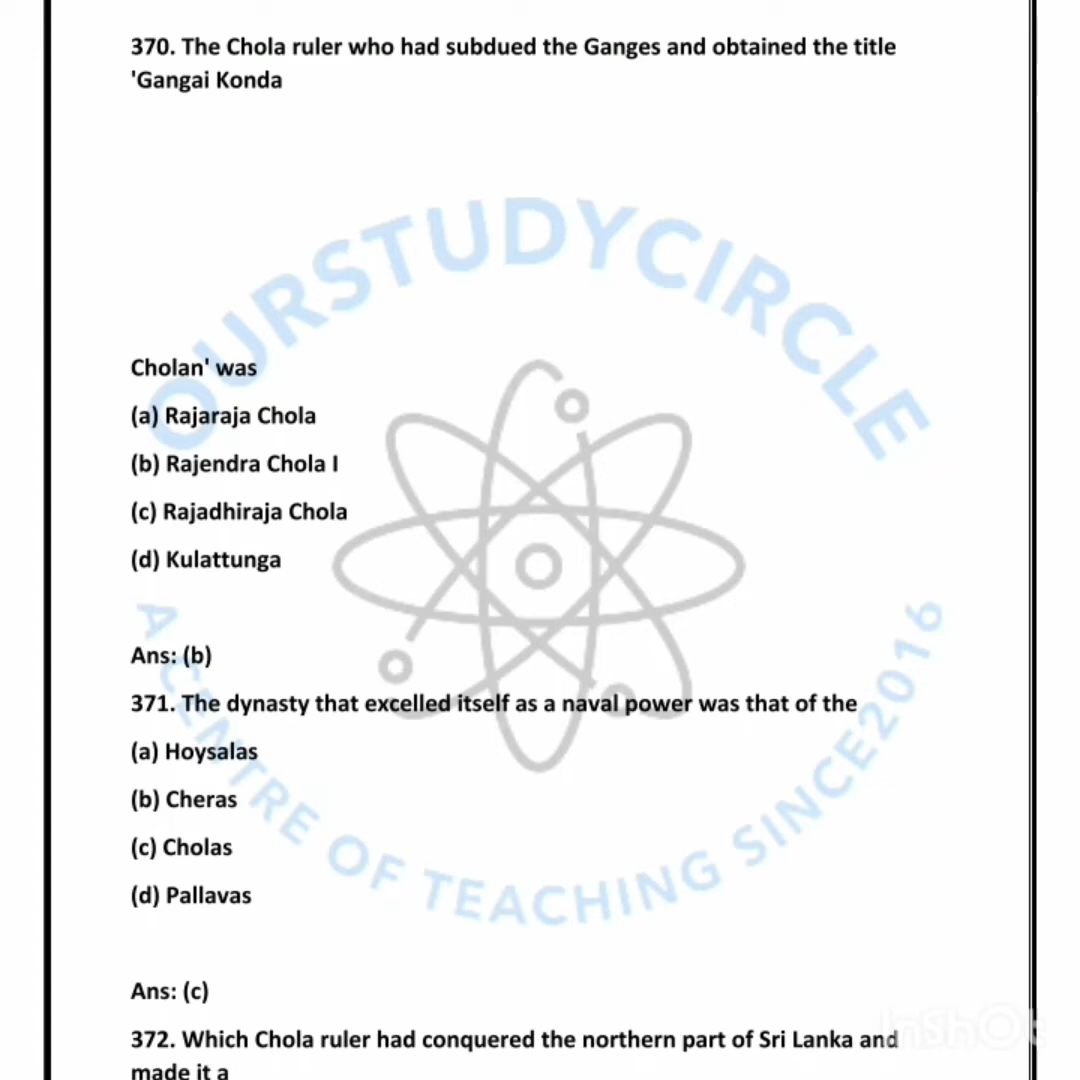 370. The Chola ruler who had subdued the Ganges and obtained the title
'Gangai Konda
OURSTUDYCIRCLE
Cholan' was
(a) Rajaraja Chola
(b) Rajendra Chola I
(c) Rajadhiraja Chola
(d) Kulattunga
Ans: (b)
371. The dynasty that excelled itself as a naval power was that of the
(a) Hoysalas
(b) Cheras
(c) Cholas
(d) Pallavas
A CENTRE OF TEACHING SINCE2016
Ans: (c)
InShOt
372. Which Chola ruler had conquered the northern part of Sri Lanka and
made it a